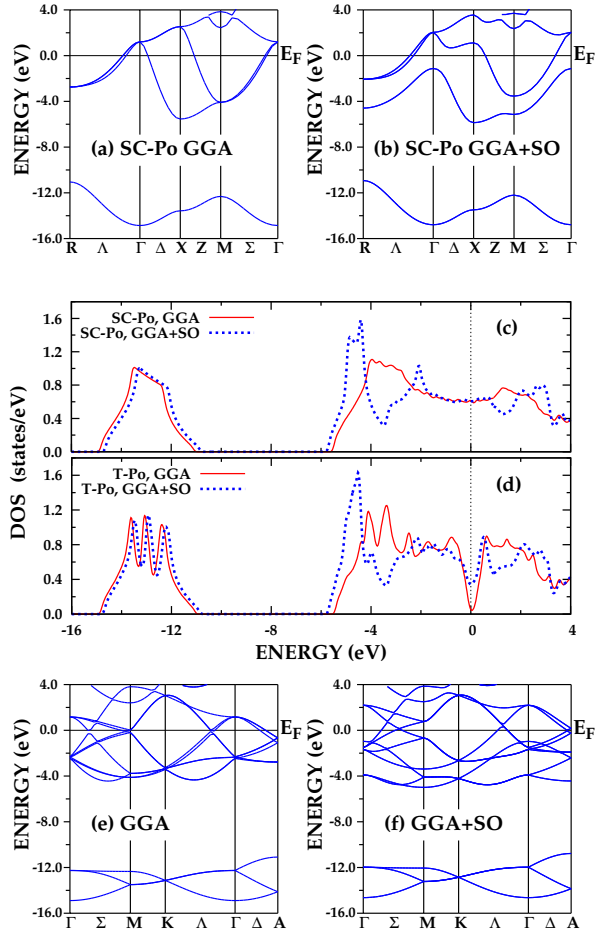 4.0 4.0
0.0 E_F 0.0 E_F
-4.0 -4.0
-8.0 -8.0
-12.0 -12.0
-16.0 -16.0
ENERGY (eV) ENERGY (eV)
(a) SC-Po GGA (b) SC-Po GGA+SO
R Λ Γ Δ X Z M Σ Γ R Λ Γ Δ X Z M Σ Γ
1.6 SC-Po, GGA (c)
SC-Po, GGA+SO
1.2
0.8
0.4
0.0
1.6 T-Po, GGA (d)
T-Po, GGA+SO
1.2
0.8
0.4
0.0
DOS (states/eV)
-16 -12 -8 -4 0 4
ENERGY (eV)
4.0 4.0
0.0 E_F 0.0 E_F
-4.0 -4.0
-8.0 -8.0
-12.0 -12.0
-16.0 -16.0
ENERGY (eV) ENERGY (eV)
(e) GGA (f) GGA+SO
Γ Σ M K Λ Γ Δ A Γ Σ M K Λ Γ Δ A